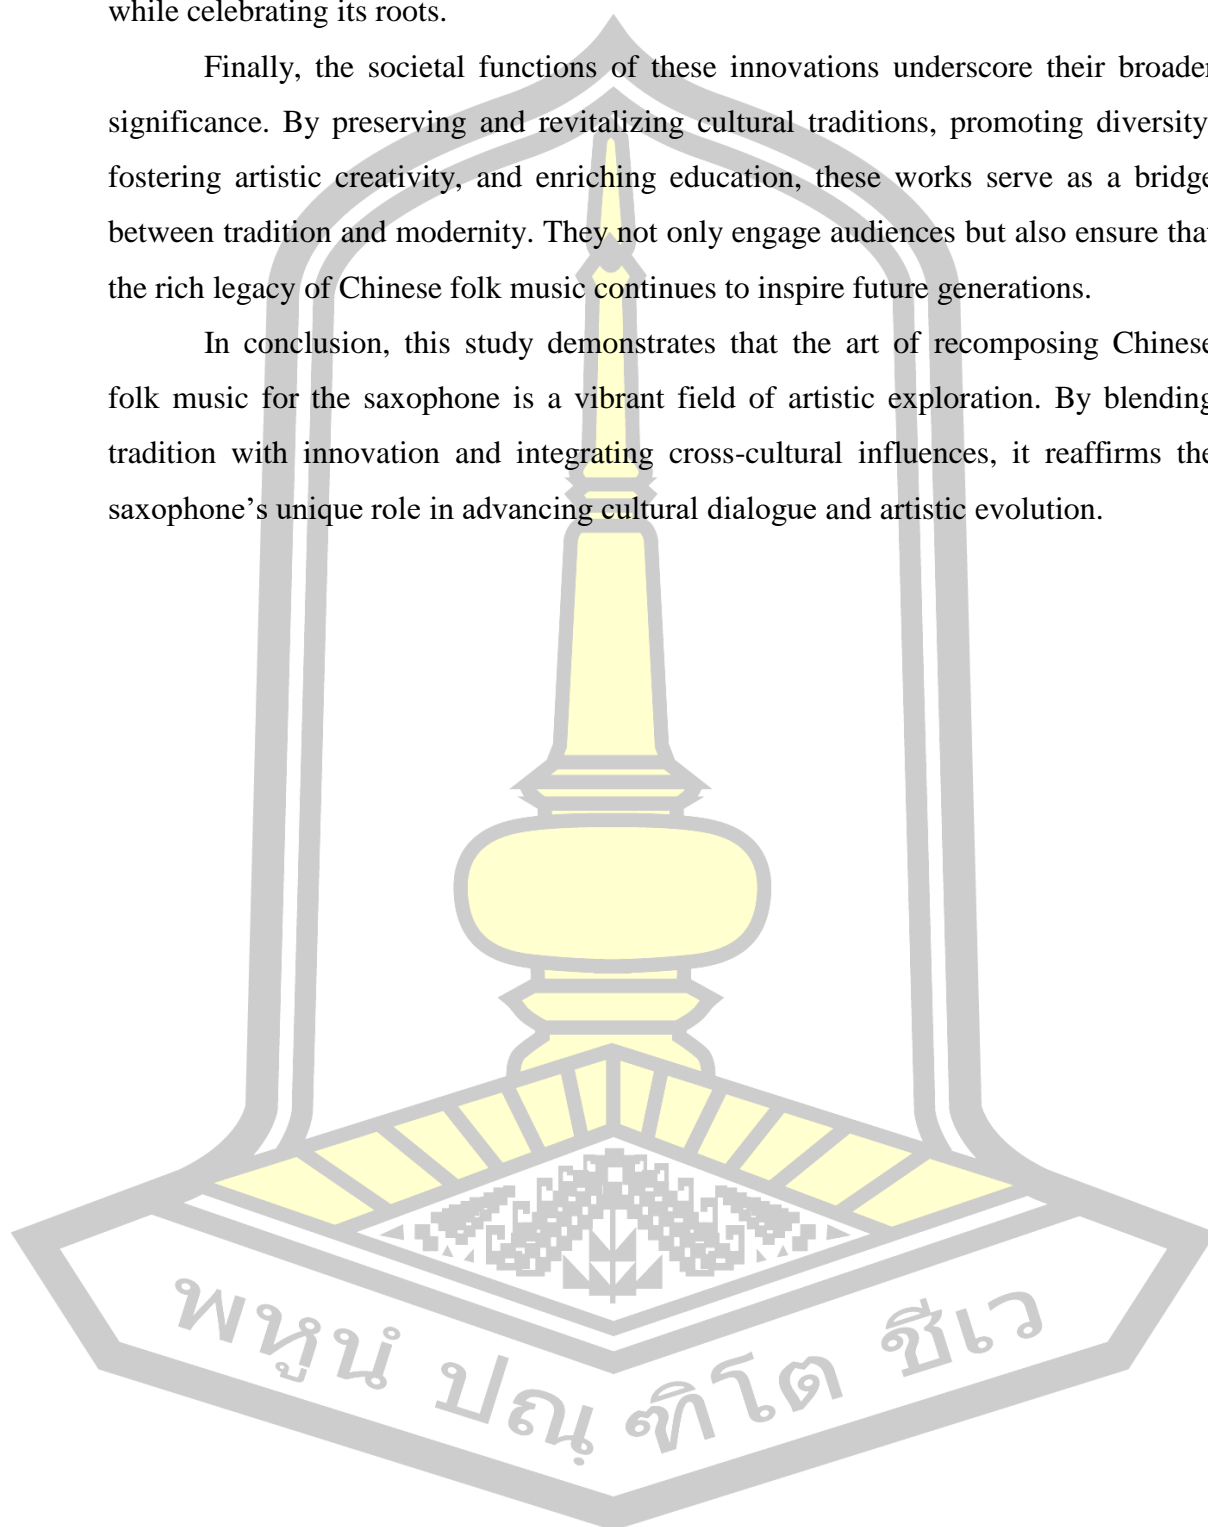 while celebrating its roots.
Finally, the societal functions of these innovations underscore their broader
significance. By preserving and revitalizing cultural traditions, promoting diversity,
fostering artistic creativity, and enriching education, these works serve as a bridge
between tradition and modernity. They not only engage audiences but also ensure that
the rich legacy of Chinese folk music continues to inspire future generations.
In conclusion, this study demonstrates that the art of recomposing Chinese
folk music for the saxophone is a vibrant field of artistic exploration. By blending
tradition with innovation and integrating cross-cultural influences, it reaffirms the
saxophone’s unique role in advancing cultural dialogue and artistic evolution.
พหูนํ ปณฺ ฑิโต ชีเว